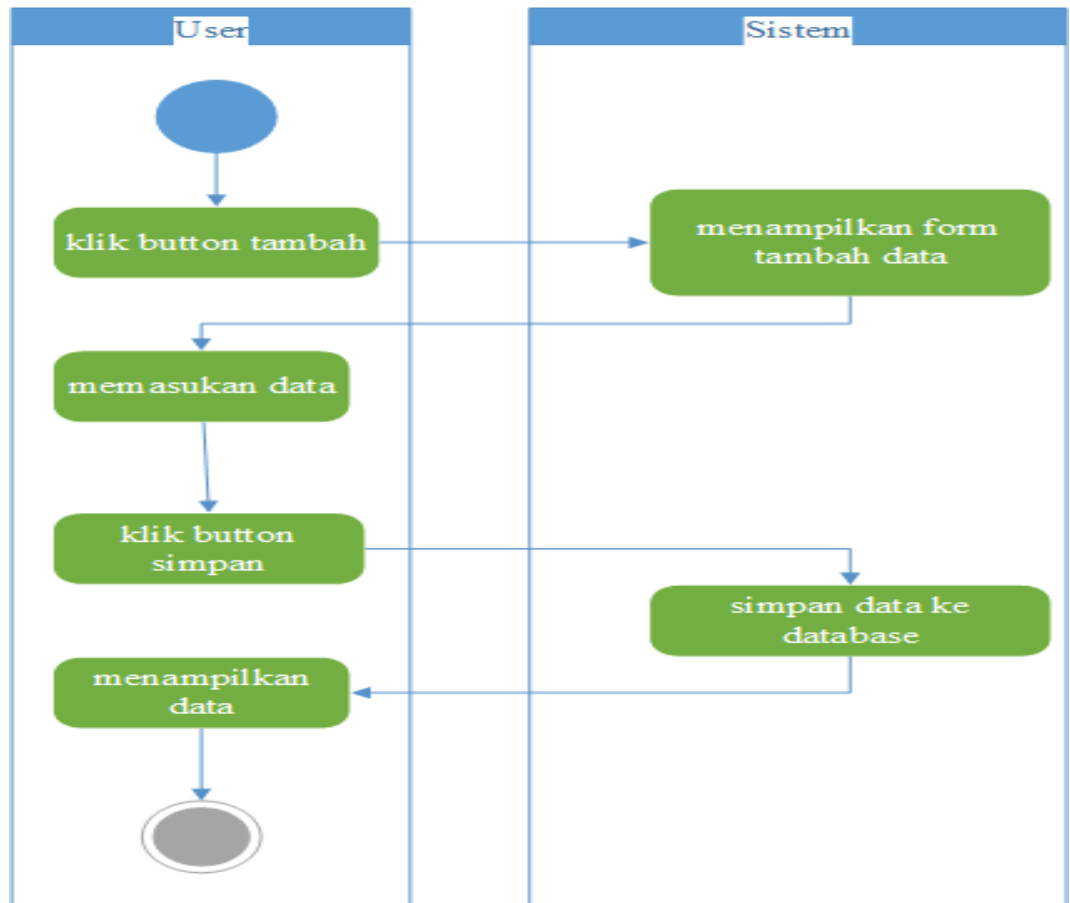 User
Sistem
klik button tambah
menampilkan form
tambah data
memasukan data
klik button
simpan
simpan data ke
database
menampilkan
data